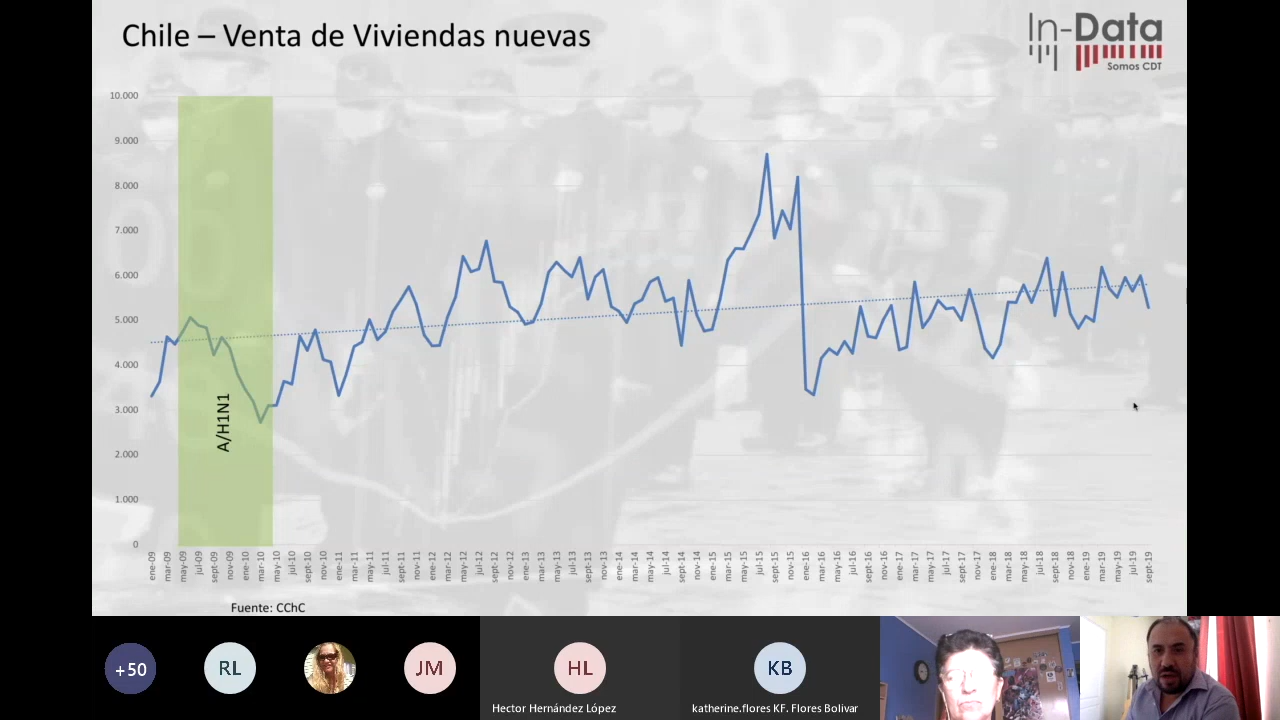 Chile – Venta de Viviendas nuevas
In-Data
Somos CDT
10.000
9.000
8.000
7.000
6.000
5.000
4.000
3.000
2.000
1.000
0
A/H1N1
ene-09
mar-09
may-09
jul-09
sept-09
nov-09
ene-10
mar-10
may-10
jul-10
sept-10
nov-10
ene-11
mar-11
may-11
jul-11
sept-11
nov-11
ene-12
mar-12
may-12
jul-12
sept-12
nov-12
ene-13
mar-13
may-13
jul-13
sept-13
nov-13
ene-14
mar-14
may-14
jul-14
sept-14
nov-14
ene-15
mar-15
may-15
jul-15
sept-15
nov-15
ene-16
mar-16
may-16
jul-16
sept-16
nov-16
ene-17
mar-17
may-17
jul-17
sept-17
nov-17
ene-18
mar-18
may-18
jul-18
sept-18
nov-18
ene-19
mar-19
may-19
jul-19
sept-19
Fuente: CChC
+50
RL
JM
HL
KB
Hector Hernández López
katherine.flores KF. Flores Bolivar